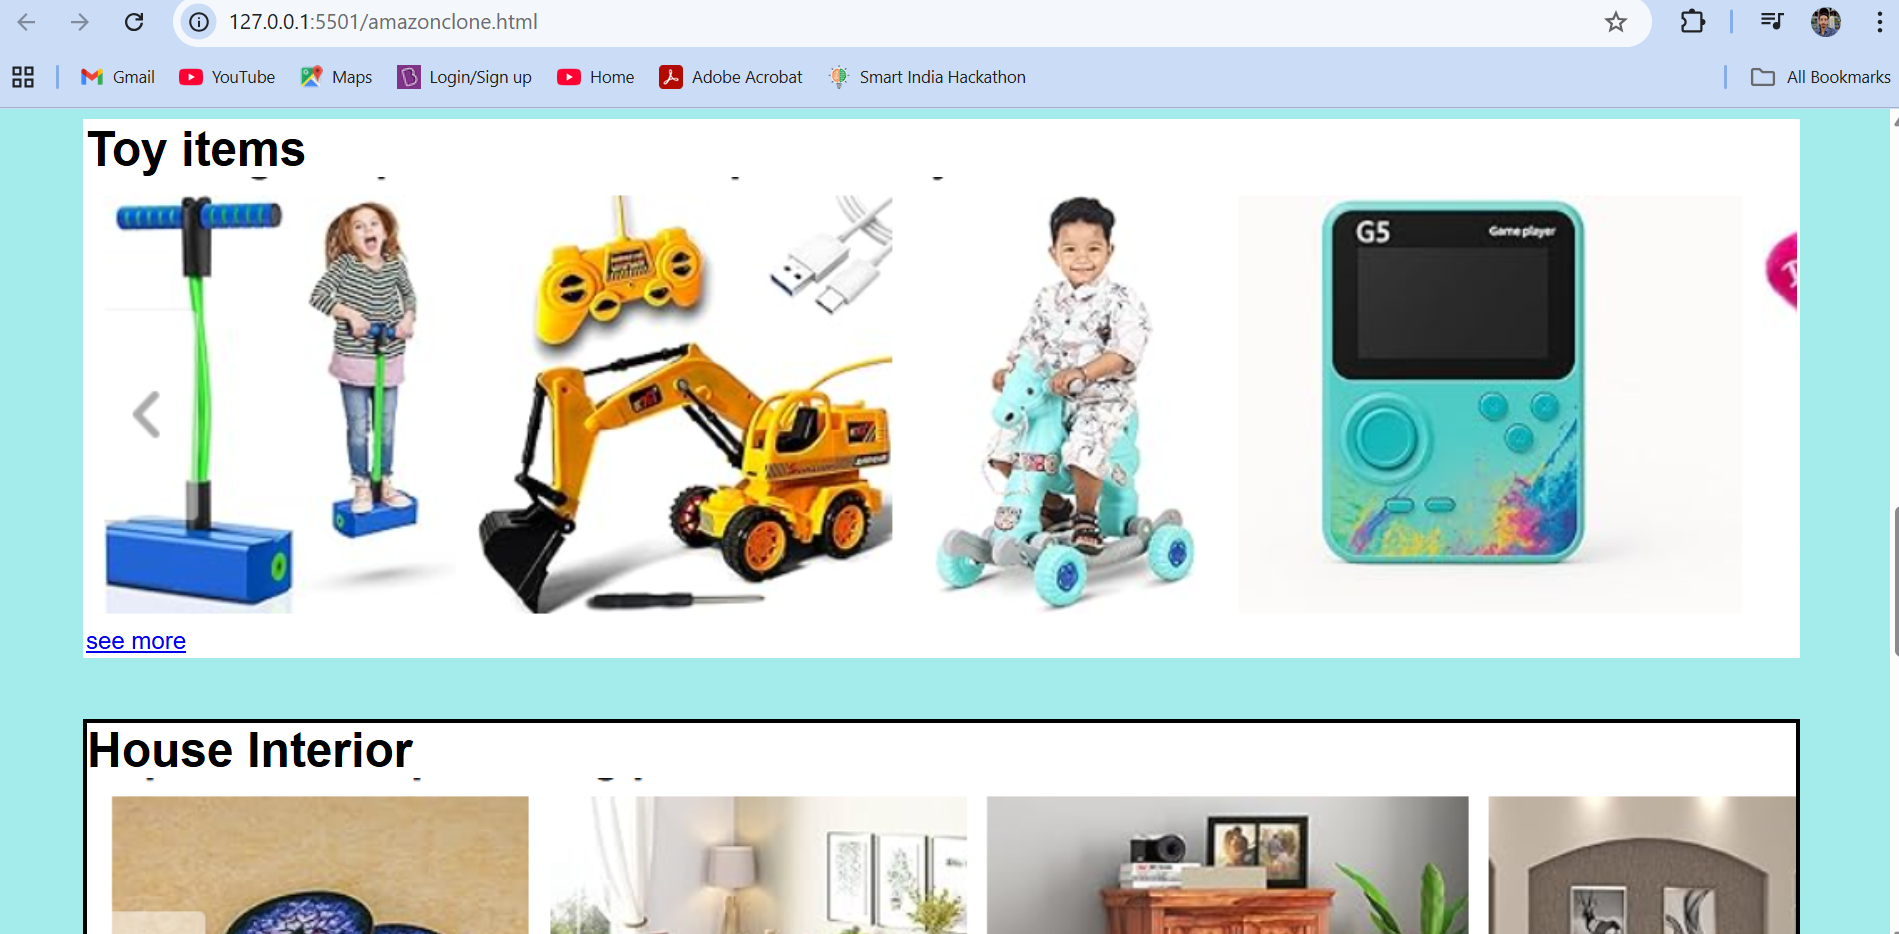 127.0.0.1:5501/amazonclone.html
Gmail YouTube Maps Login/Sign up Home Adobe Acrobat Smart India Hackathon All Bookmarks
Toy items
G5 Game player
see more
House Interior